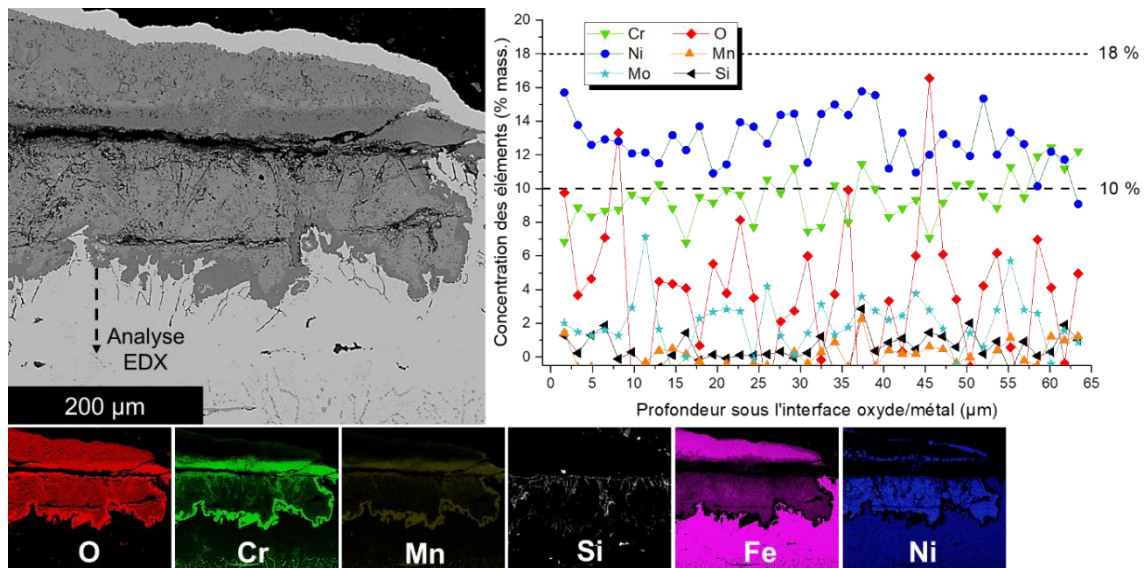 Analyse
EDX
200 µm
Concentration des éléments (% mass.)
20
18
16
14
12
10
8
6
4
2
0
Cr
O
Ni
Mn
Mo
Si
18 %
10 %
0 5 10 15 20 25 30 35 40 45 50 55 60 65
Profondeur sous l'interface oxyde/métal (µm)
O
Cr
Mn
Si
Fe
Ni